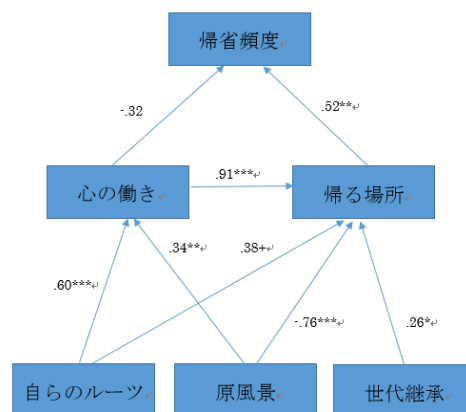 帰省頻度
-.32
.52**
心の働き
.91***
帰る場所
.34**
.38+
.60***
-.76***
.26*
自らのルーツ
原風景
世代継承